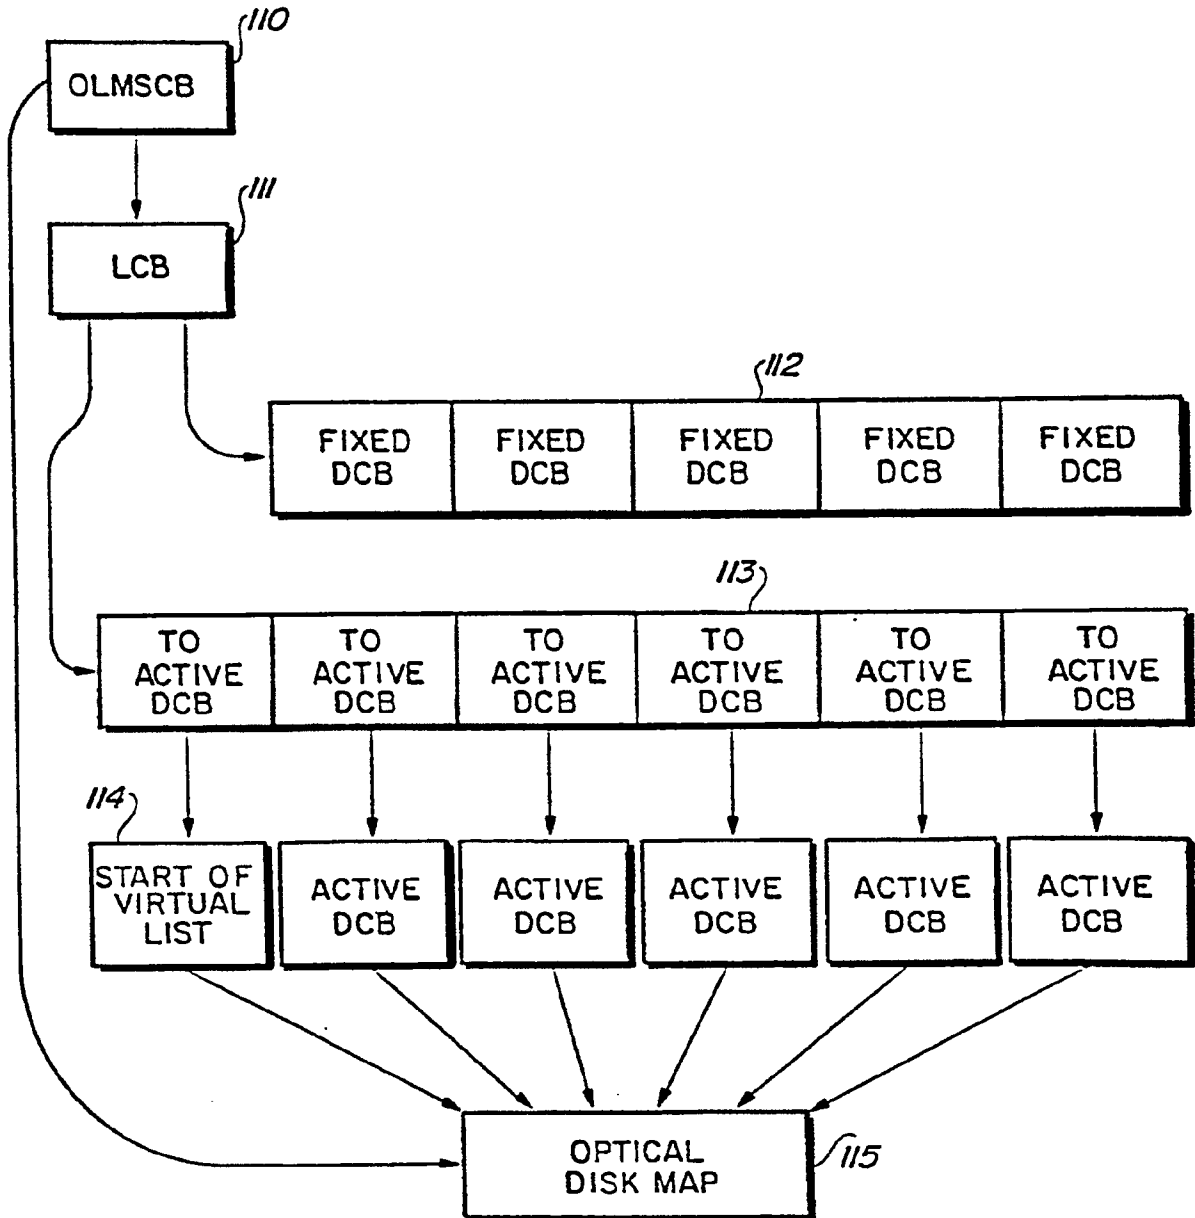 110
OLMSCB
111
LCB
112
FIXED DCB
FIXED DCB
FIXED DCB
FIXED DCB
FIXED DCB
113
TO ACTIVE DCB
TO ACTIVE DCB
TO ACTIVE DCB
TO ACTIVE DCB
TO ACTIVE DCB
TO ACTIVE DCB
114
START OF
VIRTUAL
LIST
ACTIVE DCB
ACTIVE DCB
ACTIVE DCB
ACTIVE DCB
ACTIVE DCB
OPTICAL
DISK MAP
115